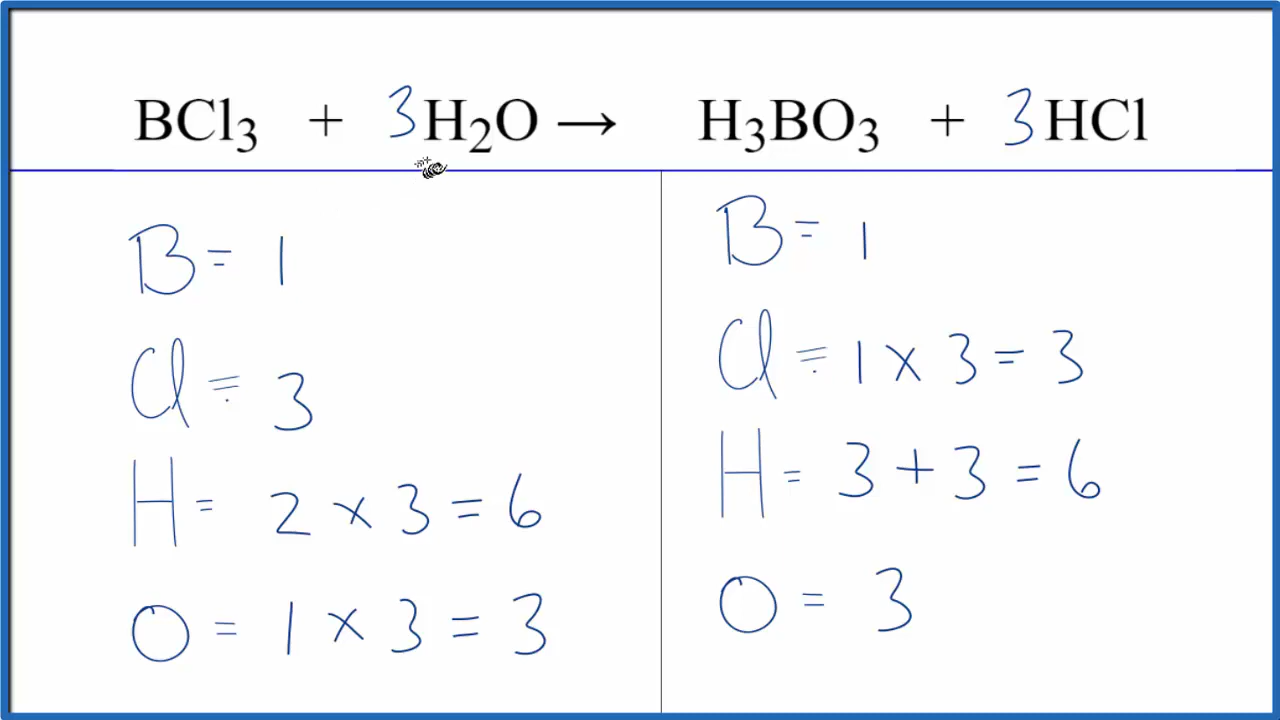 BCl₃ + 3H₂O → H₃BO₃ + 3HCl
B = 1
Cl = 3
H = 2 × 3 = 6
O = 1 × 3 = 3
B = 1
Cl = 1 × 3 = 3
H = 3 + 3 = 6
O = 3